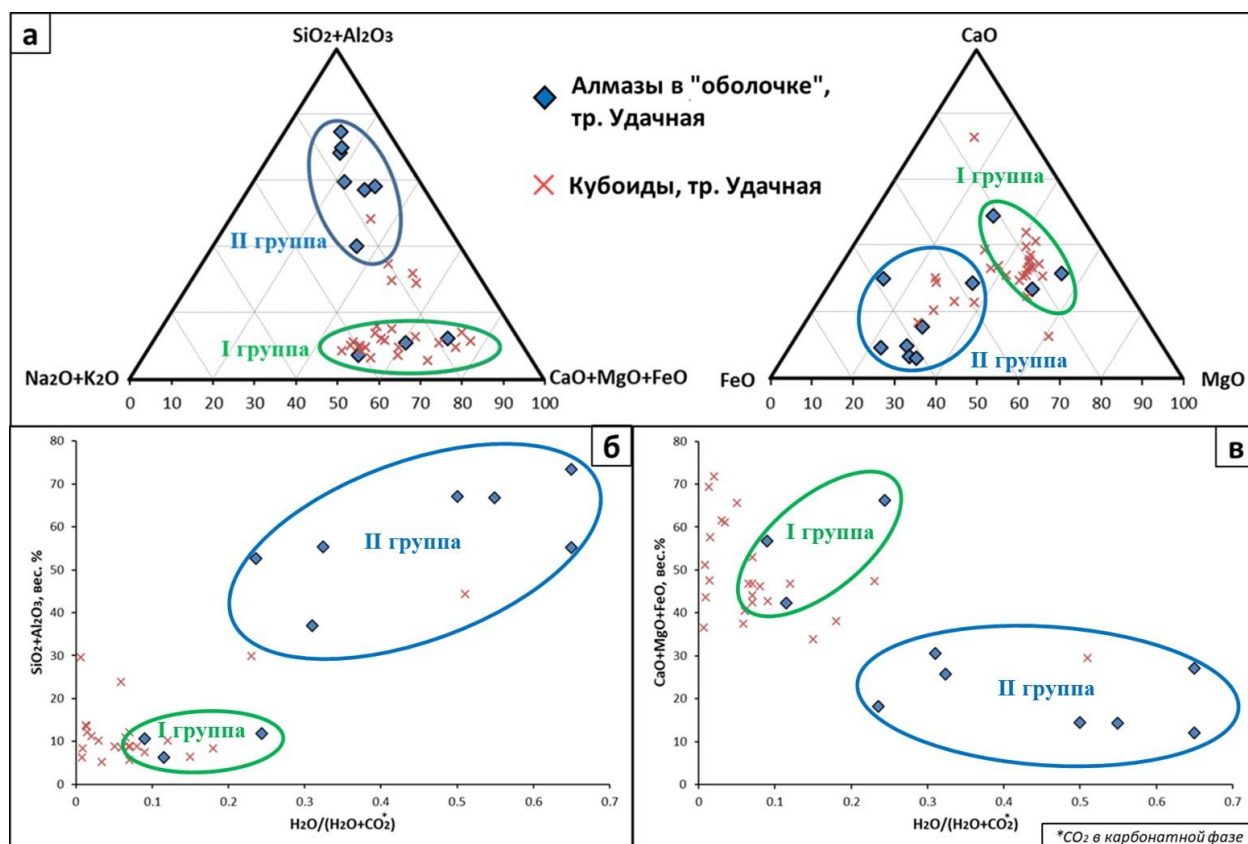 а
SiO₂+Al₂O₃
CaO
Алмазы в "оболочке",
тр. Удачная
Кубоиды, тр. Удачная
I группа
II группа
II группа
I группа
Na₂O+K₂O
CaO+MgO+FeO
FeO
MgO
0 10 20 30 40 50 60 70 80 90 100
0 10 20 30 40 50 60 70 80 90 100
б
SiO₂+Al₂O₃, вес. %
80
70
60
50
40
30
20
10
0
II группа
I группа
0 0.1 0.2 0.3 0.4 0.5 0.6 0.7
H₂O/(H₂O+CO₂*)
в
CaO+MgO+FeO, вес.%
80
70
60
50
40
30
20
10
0
I группа
II группа
0 0.1 0.2 0.3 0.4 0.5 0.6 0.7
H₂O/(H₂O+CO₂*)
*CO₂ в карбонатной фазе